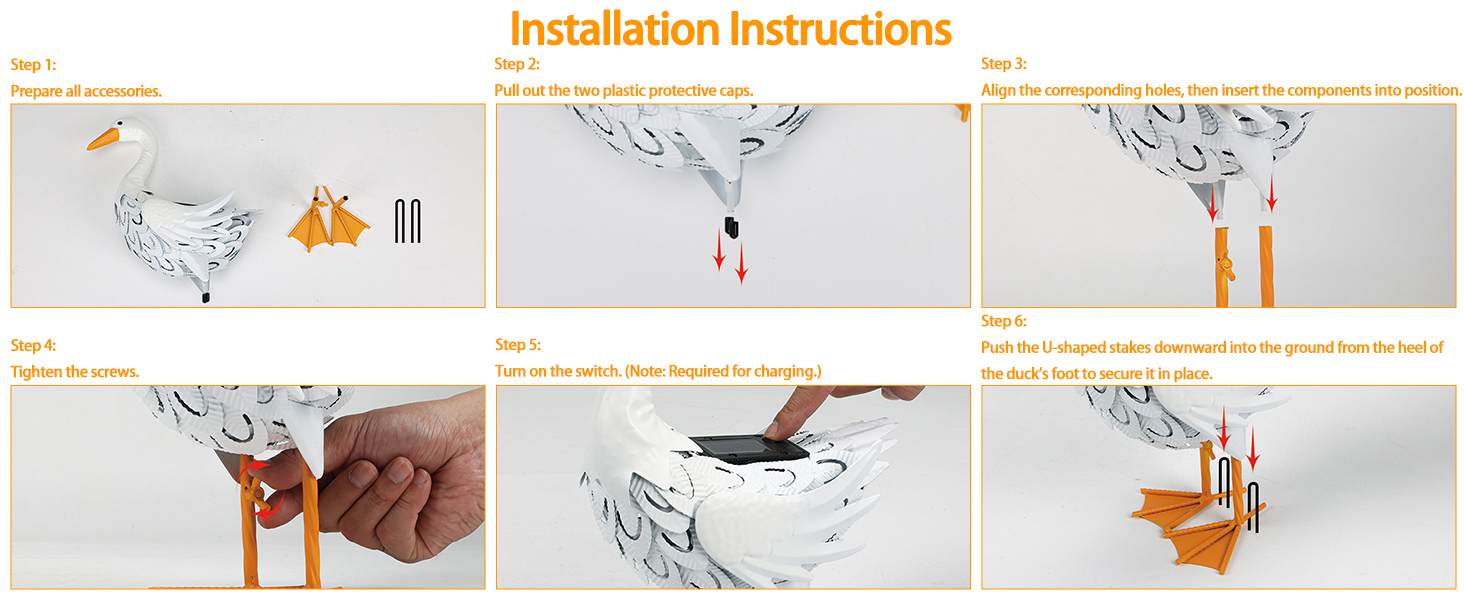 Installation Instructions
Step 1:
Prepare all accessories.
Step 2:
Pull out the two plastic protective caps.
Step 3:
Align the corresponding holes, then insert the components into position.
Step 4:
Tighten the screws.
Step 5:
Turn on the switch. (Note: Required for charging.)
Step 6:
Push the U-shaped stakes downward into the ground from the heel of
the duck's foot to secure it in place.